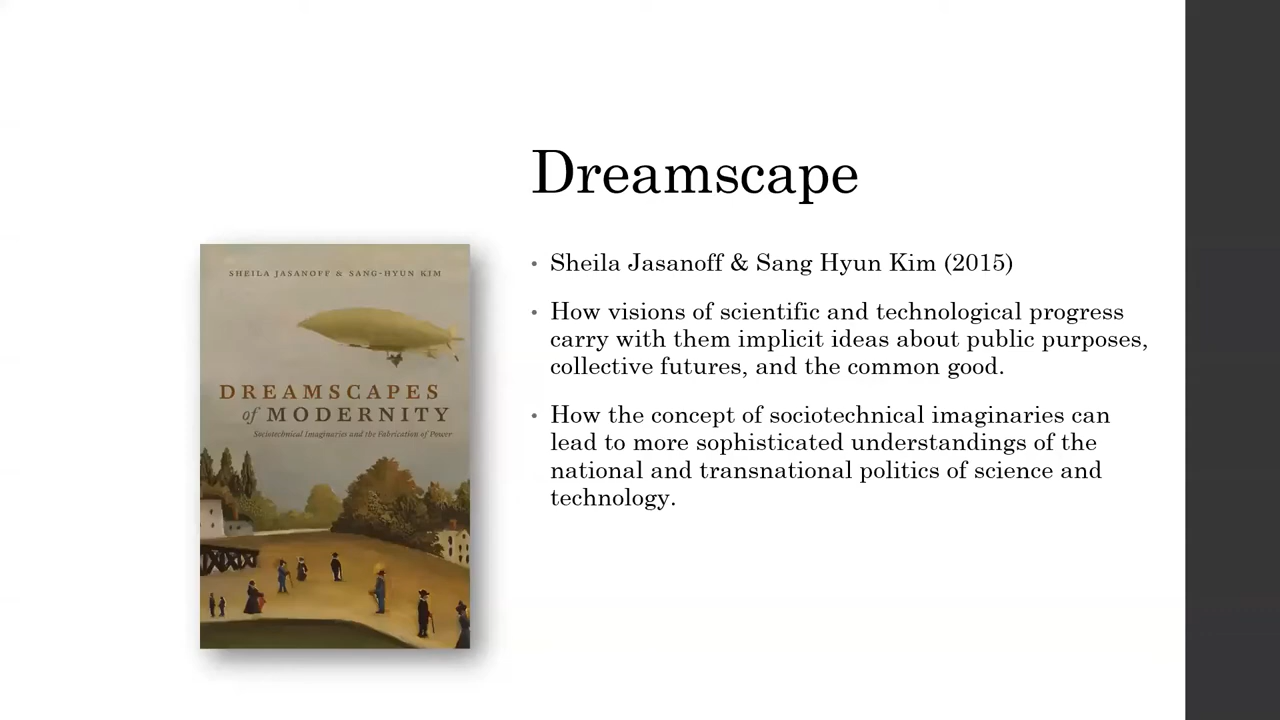 Dreamscape
SHEILA JASANOFF & SANG-HYUN KIM
DREAMSCAPES
of MODERNITY
Sociotechnical Imaginaries and the Fabrication of Power
• Sheila Jasanoff & Sang Hyun Kim (2015)
• How visions of scientific and technological progress
carry with them implicit ideas about public purposes,
collective futures, and the common good.
• How the concept of sociotechnical imaginaries can
lead to more sophisticated understandings of the
national and transnational politics of science and
technology.